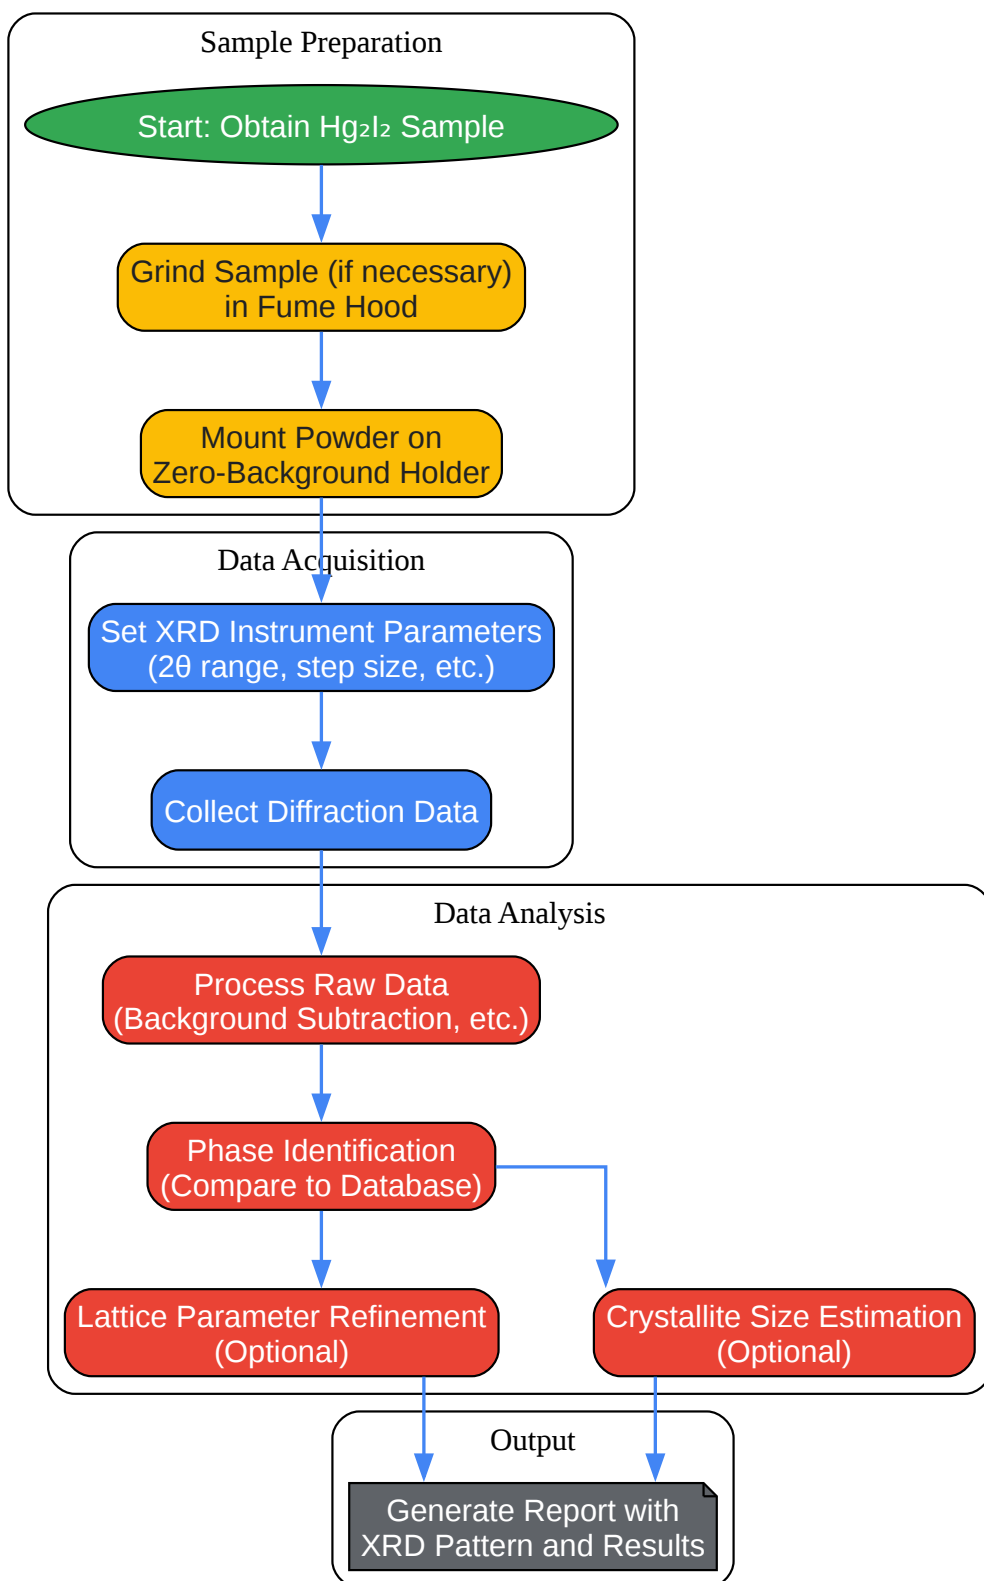 Sample Preparation
Start: Obtain Hg₂I₂ Sample
Grind Sample (if necessary)
in Fume Hood
Mount Powder on
Zero-Background Holder
Data Acquisition
Set XRD Instrument Parameters
(2θ range, step size, etc.)
Collect Diffraction Data
Data Analysis
Process Raw Data
(Background Subtraction, etc.)
Phase Identification
(Compare to Database)
Lattice Parameter Refinement
(Optional)
Crystallite Size Estimation
(Optional)
Output
Generate Report with
XRD Pattern and Results